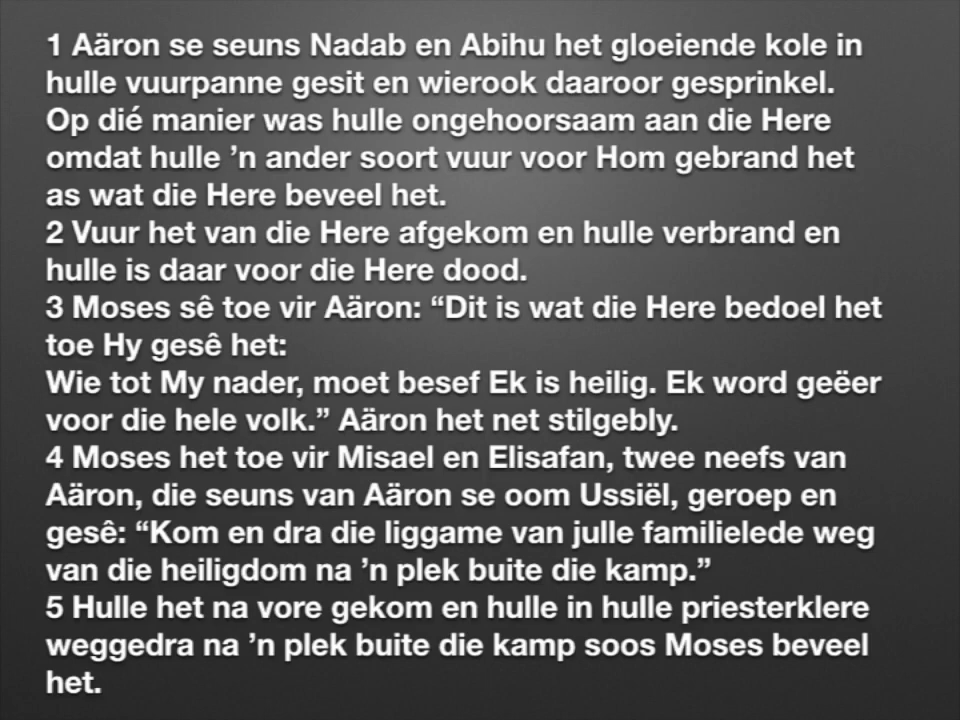 1 Aäron se seuns Nadab en Abihu het gloeiende kole in
hulle vuurpanne gesit en wierook daaroor gesprinkel.
Op dié manier was hulle ongehoorsaam aan die Here
omdat hulle ’n ander soort vuur voor Hom gebrand het
as wat die Here beveel het.
2 Vuur het van die Here afgekom en hulle verbrand en
hulle is daar voor die Here dood.
3 Moses sê toe vir Aäron: “Dit is wat die Here bedoel het
toe Hy gesê het:
Wie tot My nader, moet besef Ek is heilig. Ek word geëer
voor die hele volk.” Aäron het net stilgebly.
4 Moses het toe vir Misael en Elisafan, twee neefs van
Aäron, die seuns van Aäron se oom Ussiël, geroep en
gesê: “Kom en dra die liggame van julle familielede weg
van die heiligdom na ’n plek buite die kamp.”
5 Hulle het na vore gekom en hulle in hulle priesterklere
weggedra na ’n plek buite die kamp soos Moses beveel
het.